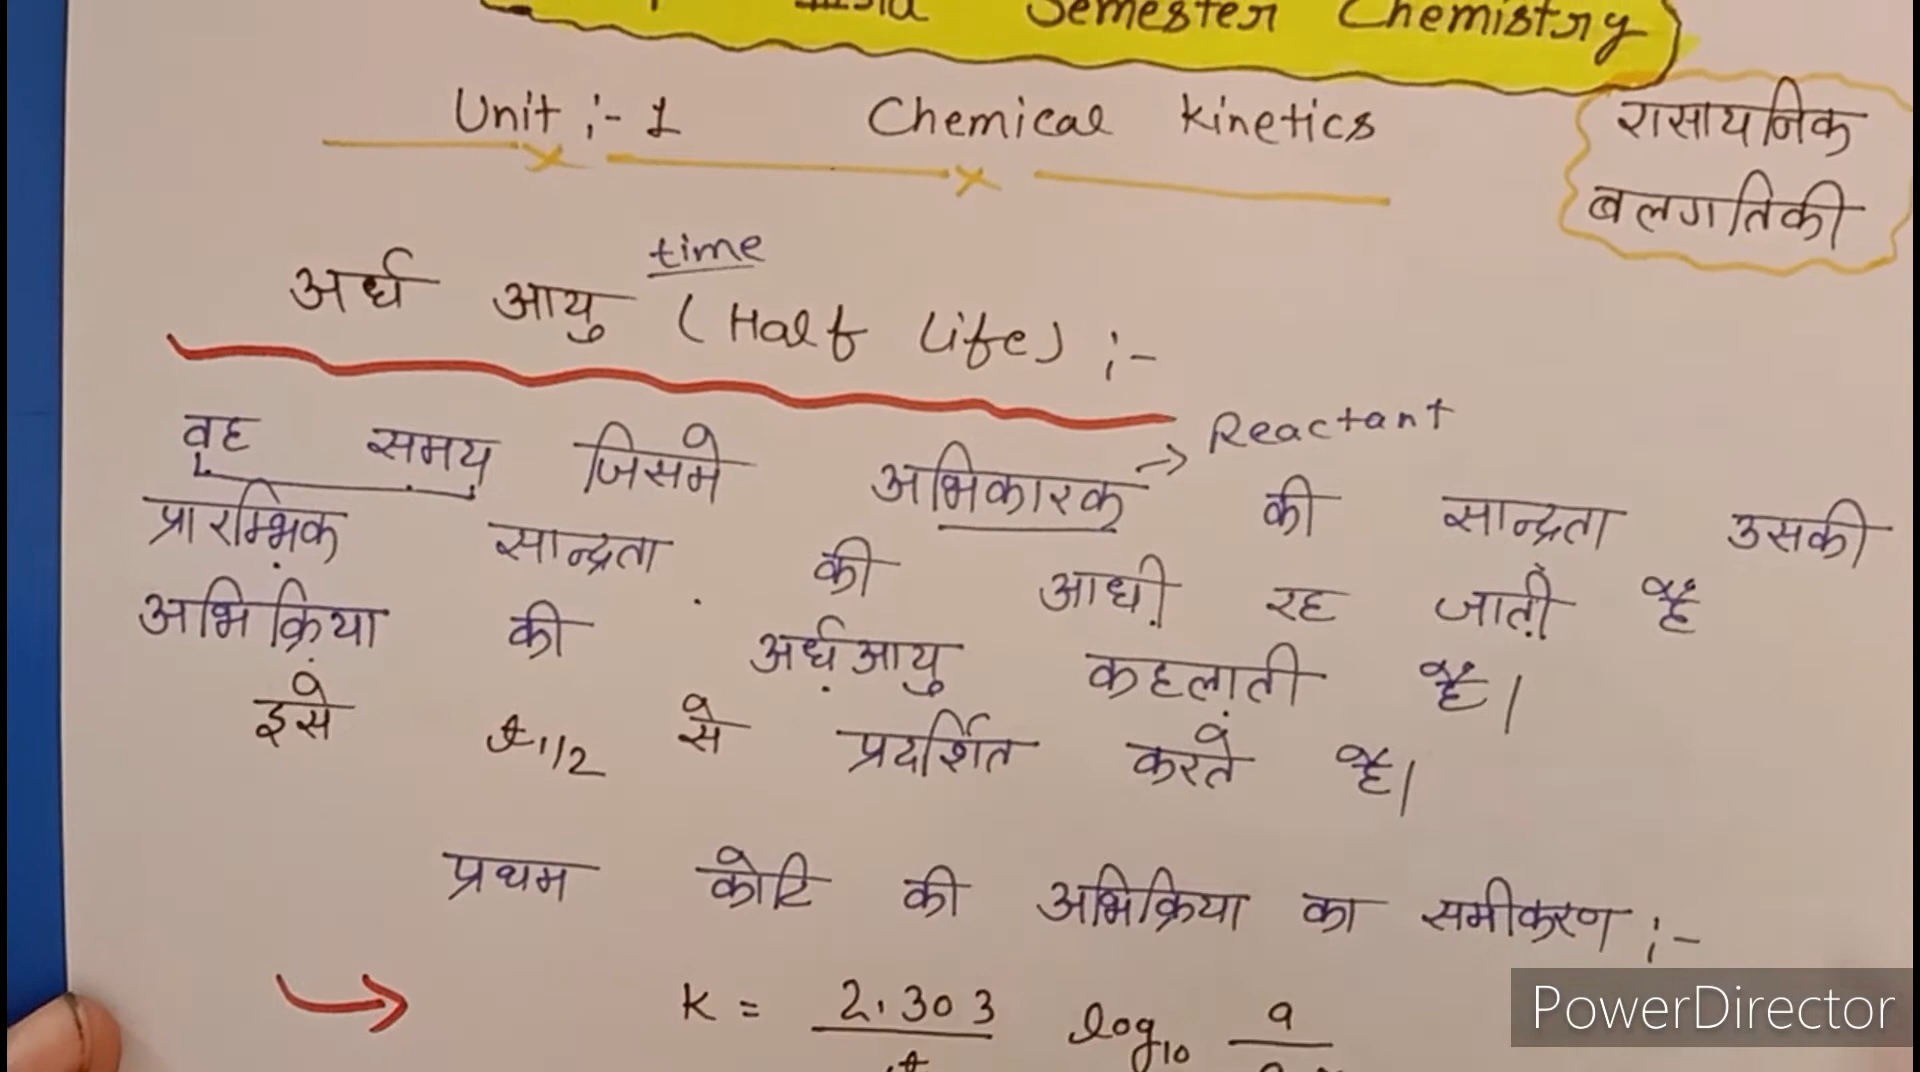 Semester Chemistry
Unit :- 1 Chemical Kinetics
रासायनिक
बलगतिकी
time
अर्ध आयु (Half Life) :-
Reactant
वह समय जिसमे अभिकारक → की सान्द्रता उसकी
प्रारम्भिक सान्द्रता की आधी रह जाती है
अभिक्रिया की अर्धआयु कहलाती है।
इसे t1/2 से प्रदर्शित करते है।
प्रथम कोटि की अभिक्रिया का समीकरण :-
→ K = 2.303 log10 a
t
PowerDirector